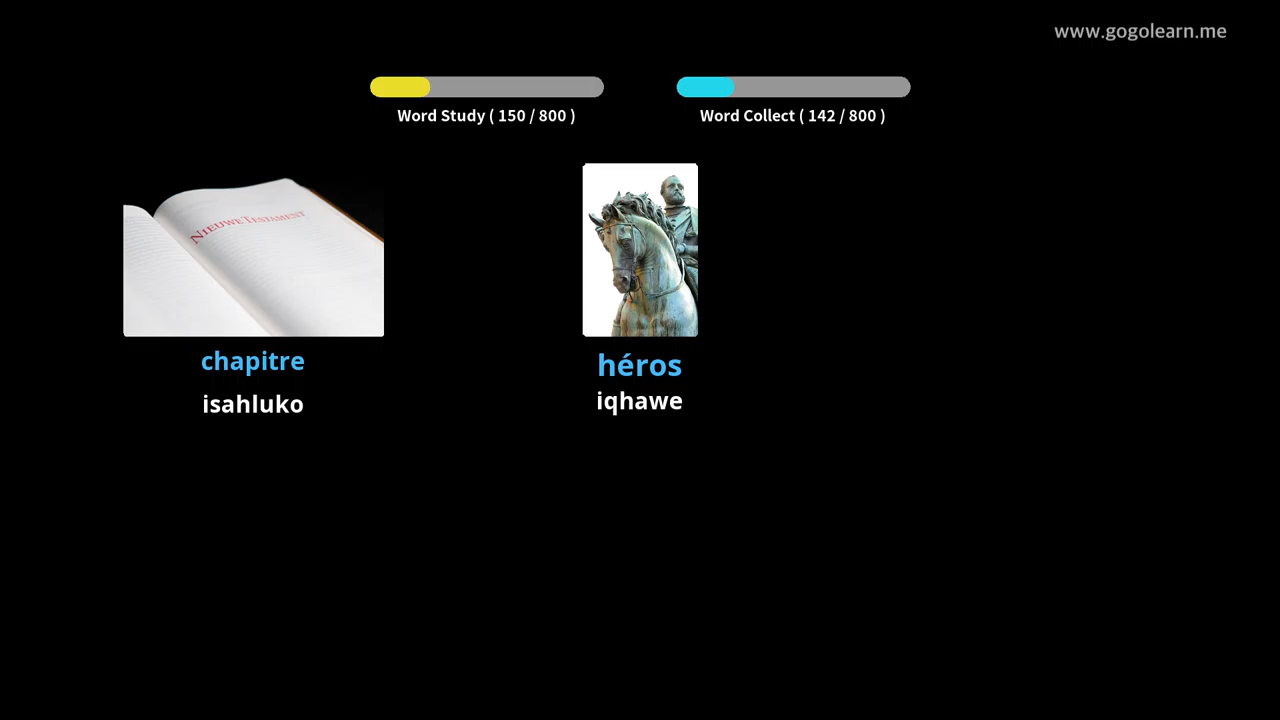 www.gogolearn.me
Word Study ( 150 / 800 )
Word Collect ( 142 / 800 )
NIEUWE TESTAMENT
chapitre
isahluko
héros
iqhawe